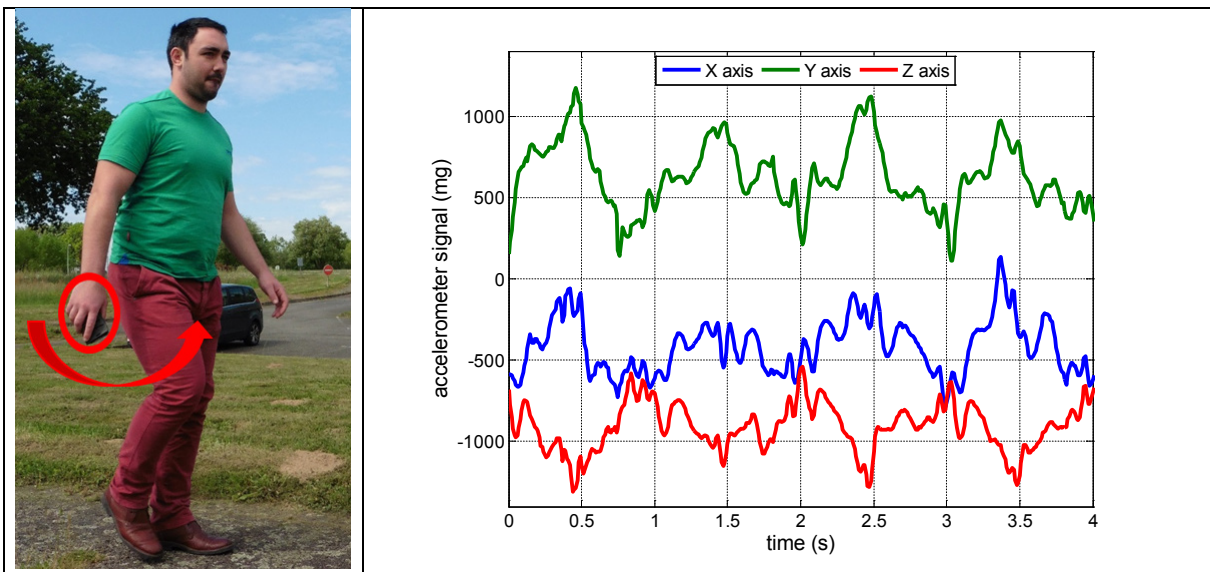 X axis Y axis Z axis
accelerometer signal (mg)
1000
500
0
-500
-1000
0 0.5 1 1.5 2 2.5 3 3.5 4
time (s)